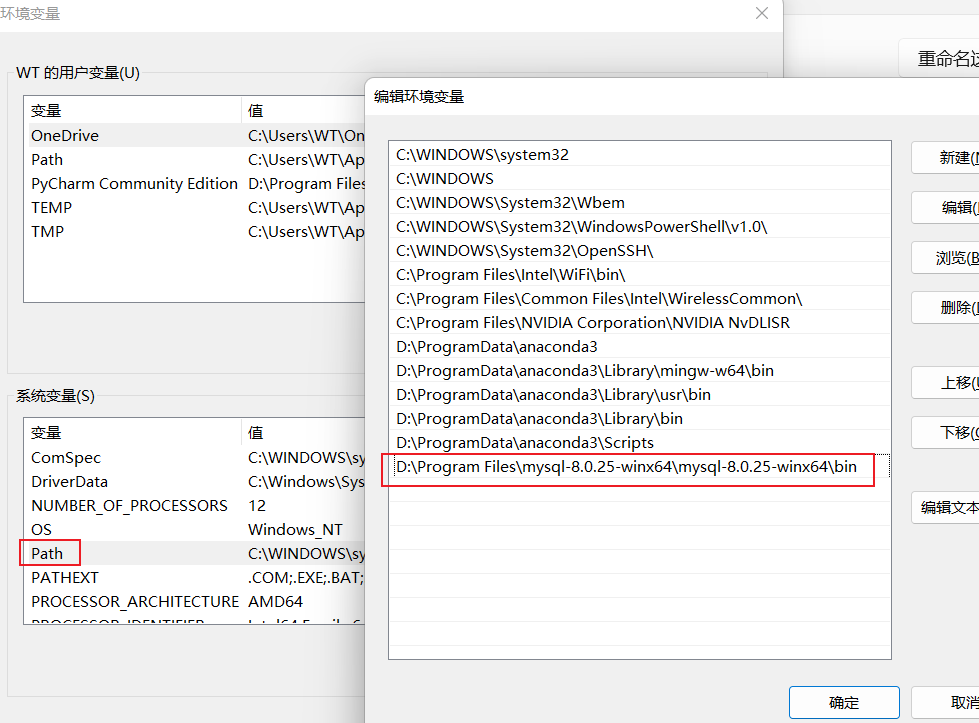 环境变量
重命名这
WT 的用户变量(U)
变量 值
OneDrive C:\Users\WT\On
Path C:\Users\WT\Ap
PyCharm Community Edition D:\Program Files
TEMP C:\Users\WT\Ap
TMP C:\Users\WT\Ap
系统变量(S)
变量 值
ComSpec C:\WINDOWS\sy
DriverData C:\Windows\Sys
NUMBER_OF_PROCESSORS 12
OS Windows_NT
Path C:\WINDOWS\sy
PATHEXT .COM;.EXE;.BAT;
PROCESSOR_ARCHITECTURE AMD64
PROCESSOR_IDENTIFIER Intel64 Family 6
编辑环境变量
C:\WINDOWS\system32
C:\WINDOWS
C:\WINDOWS\System32\Wbem
C:\WINDOWS\System32\WindowsPowerShell\v1.0\
C:\WINDOWS\System32\OpenSSH\
C:\Program Files\Intel\WiFi\bin\
C:\Program Files\Common Files\Intel\WirelessCommon\
C:\Program Files\NVIDIA Corporation\NVIDIA NvDLISR
D:\ProgramData\anaconda3
D:\ProgramData\anaconda3\Library\mingw-w64\bin
D:\ProgramData\anaconda3\Library\usr\bin
D:\ProgramData\anaconda3\Library\bin
D:\ProgramData\anaconda3\Scripts
D:\Program Files\mysql-8.0.25-winx64\mysql-8.0.25-winx64\bin
新建(N
编辑(
浏览(B
删除(
上移(U
下移(O
编辑文本
确定
取消